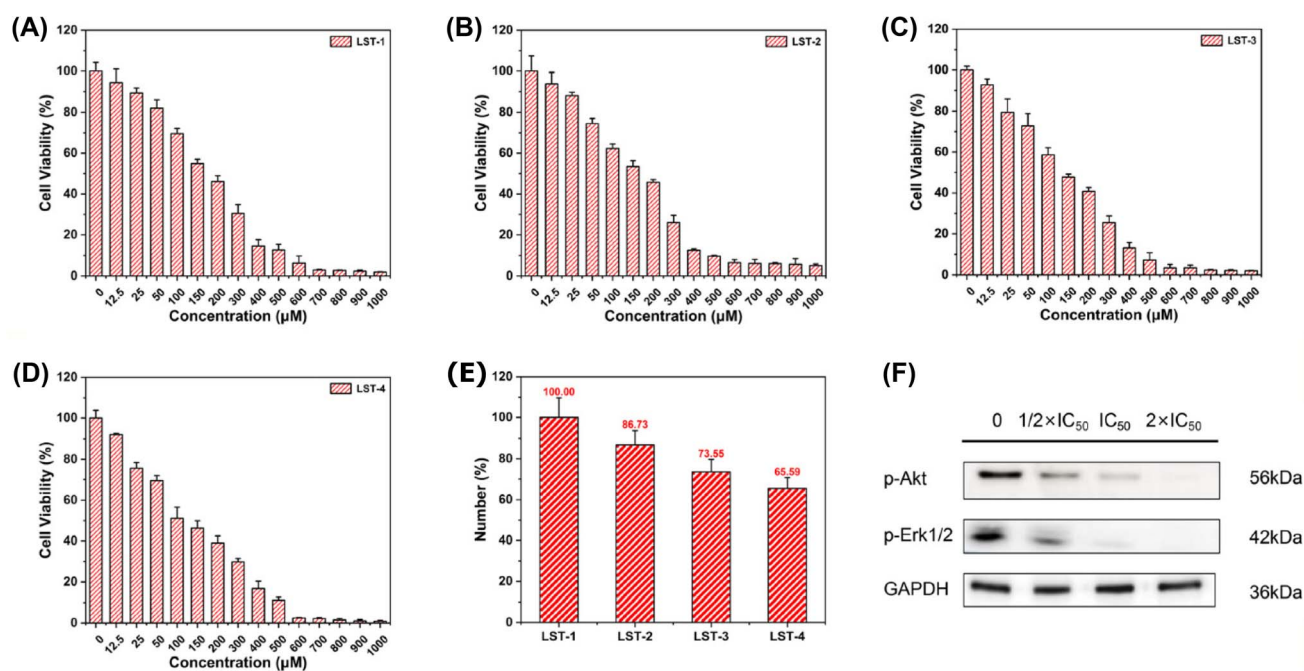 (A)
120
100
80
60
40
20
0
Cell Viability (%)
LST-1
0 12.5 25 50 100 150 200 300 400 500 600 700 800 900 1000
Concentration (μM)
(B)
120
100
80
60
40
20
0
Cell Viability (%)
LST-2
0 12.5 25 50 100 150 200 300 400 500 600 700 800 900 1000
Concentration (μM)
(C)
120
100
80
60
40
20
0
Cell Viability (%)
LST-3
0 12.5 25 50 100 150 200 300 400 500 600 700 800 900 1000
Concentration (μM)
(D)
120
100
80
60
40
20
0
Cell Viability (%)
LST-4
0 12.5 25 50 100 150 200 300 400 500 600 700 800 900 1000
Concentration (μM)
(E)
120
100
80
60
40
20
0
Number (%)
100.00
86.73
73.55
65.59
LST-1 LST-2 LST-3 LST-4
(F)
0 1/2×IC₅₀ IC₅₀ 2×IC₅₀
p-Akt 56kDa
p-Erk1/2 42kDa
GAPDH 36kDa